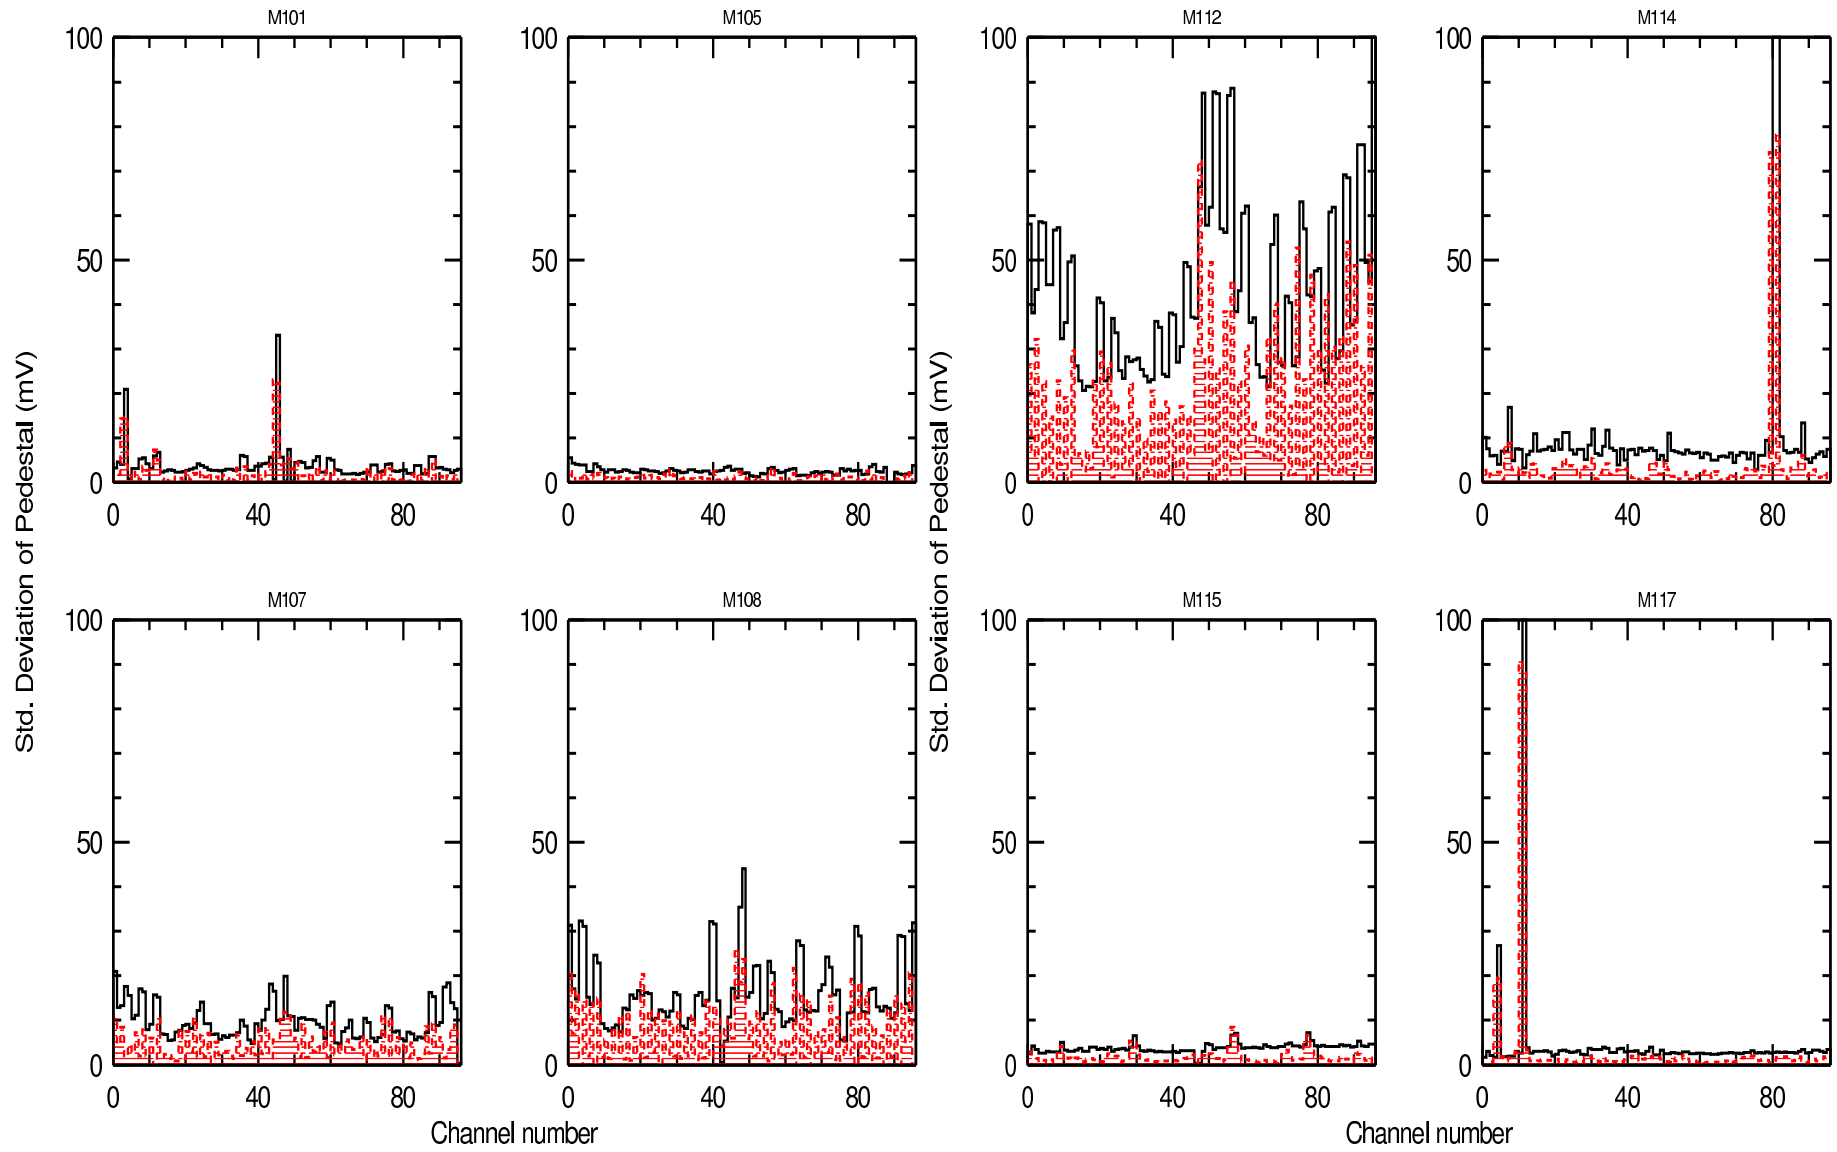 M101 M105 M112 M114
100 100 100 100
50 50 50 50
0 0 0 0
0 40 80 0 40 80 0 40 80 0 40 80
Std. Deviation of Pedestal (mV) Std. Deviation of Pedestal (mV)
M107 M108 M115 M117
100 100 100 100
50 50 50 50
0 0 0 0
0 40 80 0 40 80 0 40 80 0 40 80
Channel number Channel number